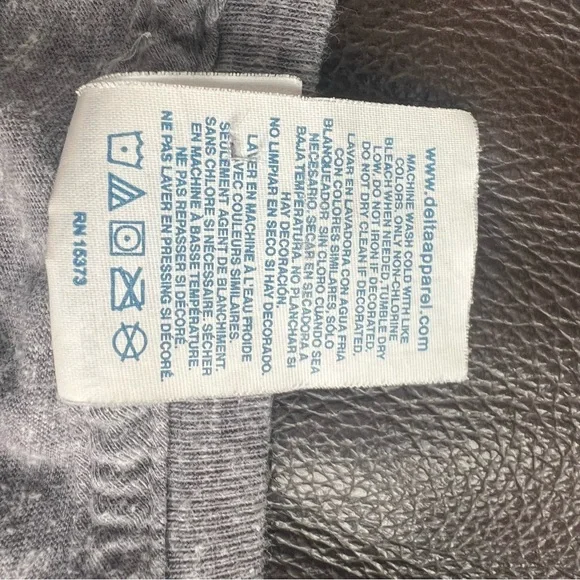 www.deltaapparel.com
MACHINE WASH COLD WITH LIKE
COLORS, ONLY NON-CHLORINE
BLEACH WHEN NEEDED, TUMBLE DRY
LOW, DO NOT IRON IF DECORATED,
DO NOT DRY CLEAN IF DECORATED.
LAVAR EN LAVADORA CON AGUA FRIA
CON COLORES SIMILARES, SÓLO
BLANQUEADOR SIN CLORO CUANDO SEA
NECESARIO, SECAR EN SECADORA A
BAJA TEMPERATURA, NO PLANCHAR SI
HAY DECORACIÓN,
NO LIMPIAR EN SECO SI HAY DECORADO.
LAVER EN MACHINE À L'EAU FROIDE
AVEC COULEURS SIMILAIRES.
SEULEMENT AGENT DE BLANCHIMENT.
SANS CHLORE SI NÉCESSAIRE. SÉCHER
EN MACHINE À BASSE TEMPÉRATURE.
NE PAS REPASSER SI DÉCORÉ.
NE PAS LAVER EN PRESSING SI DÉCORÉ.
RN 15373